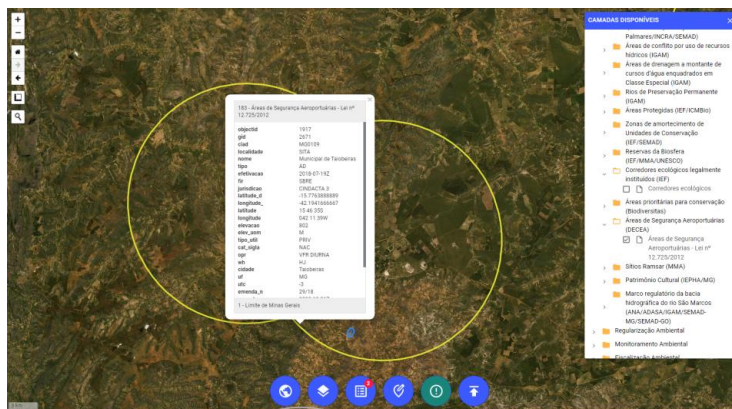 CAMADAS DISPONÍVEIS
Palmares/INCRA/SEMAD)
Áreas de conflito por uso de recursos
hídricos (IGAM)
Áreas de drenagem a montante de
cursos d'água enquadrados em
Classe Especial (IGAM)
Rios de Preservação Permanente
(IGAM)
Áreas Protegidas (IEF/ICMBio)
Zonas de amortecimento de
Unidades de Conservação
(IEF/SEMAD)
Reservas da Biosfera
(IEF/MMA/UNESCO)
Corredores ecológicos legalmente
instituídos (IEF)
Corredores ecológicos
Áreas prioritárias para conservação
(Biodiversitas)
Áreas de Segurança Aeroportuárias
(DECEA)
Áreas de Segurança
Aeroportuárias - Lei nº
12.725/2012
Sítios Ramsar (MMA)
Patrimônio Cultural (IEPHA/MG)
Marco regulatório da bacia
hidrográfica do rio São Marcos
(ANA/ADASA/IGAM/SEMAD-
MG/SEMAD-GO)
Regularização Ambiental
Monitoramento Ambiental
Fiscalização Ambiental
183 - Áreas de Segurança Aeroportuárias - Lei nº
12.725/2012
objectid 1917
gid 2671
ciad MG0139
localidade SITA
nome Municipal de Taiobeiras
tipo AD
efetivacao 2018-07-19Z
fir SBRE
jurisdicao CINDACTA 3
latitude_d -15.7763888889
longitude_ -42.1941666667
latitude 15 46 35S
longitude 042 11 39W
elevacao 802
elev_uom M
tipo_util PRIV
cat_sigla NAC
opr VFR DIURNA
wh HJ
cidade Taiobeiras
uf MG
utc -3
emenda_n 29/18
1 - Limite de Minas Gerais